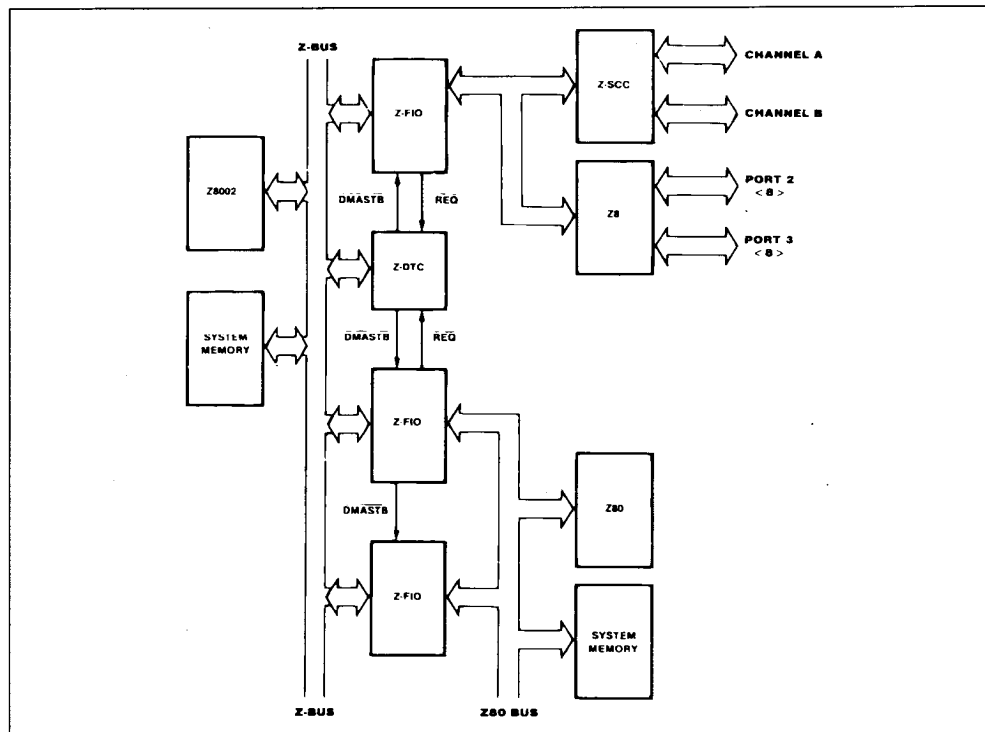 Z-BUS
Z-FIO
Z-SCC
CHANNEL A
CHANNEL B
Z8002
DMASTB
REQ
Z8
PORT 2
<8>
PORT 3
<8>
Z-DTC
SYSTEM
MEMORY
DMASTB
REQ
Z-FIO
Z80
DMASTB
Z-FIO
SYSTEM
MEMORY
Z-BUS
Z80 BUS